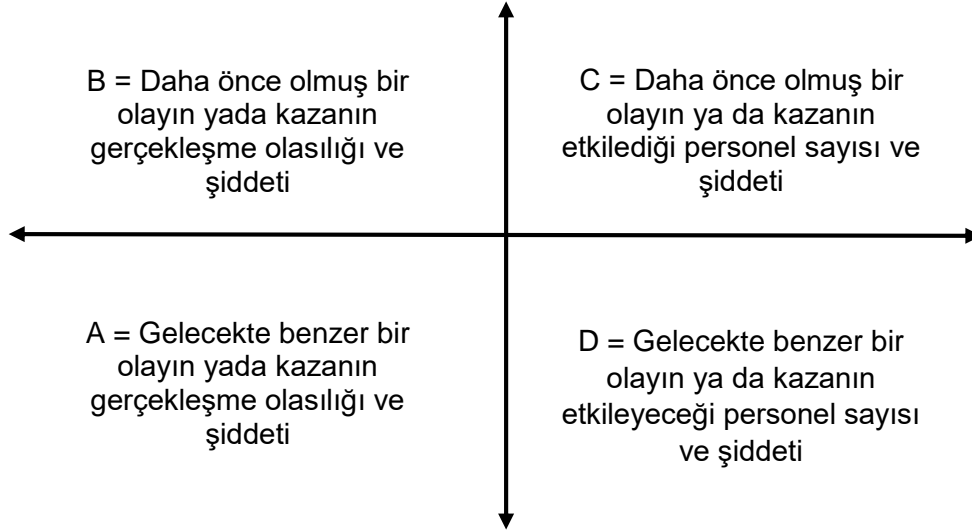 B = Daha önce olmuş bir
olayın yada kazanın
gerçekleşme olasılığı ve
şiddeti
C = Daha önce olmuş bir
olayın ya da kazanın
etkilediği personel sayısı ve
şiddeti
A = Gelecekte benzer bir
olayın yada kazanın
gerçekleşme olasılığı ve
şiddeti
D = Gelecekte benzer bir
olayın ya da kazanın
etkileyeceği personel sayısı
ve şiddeti